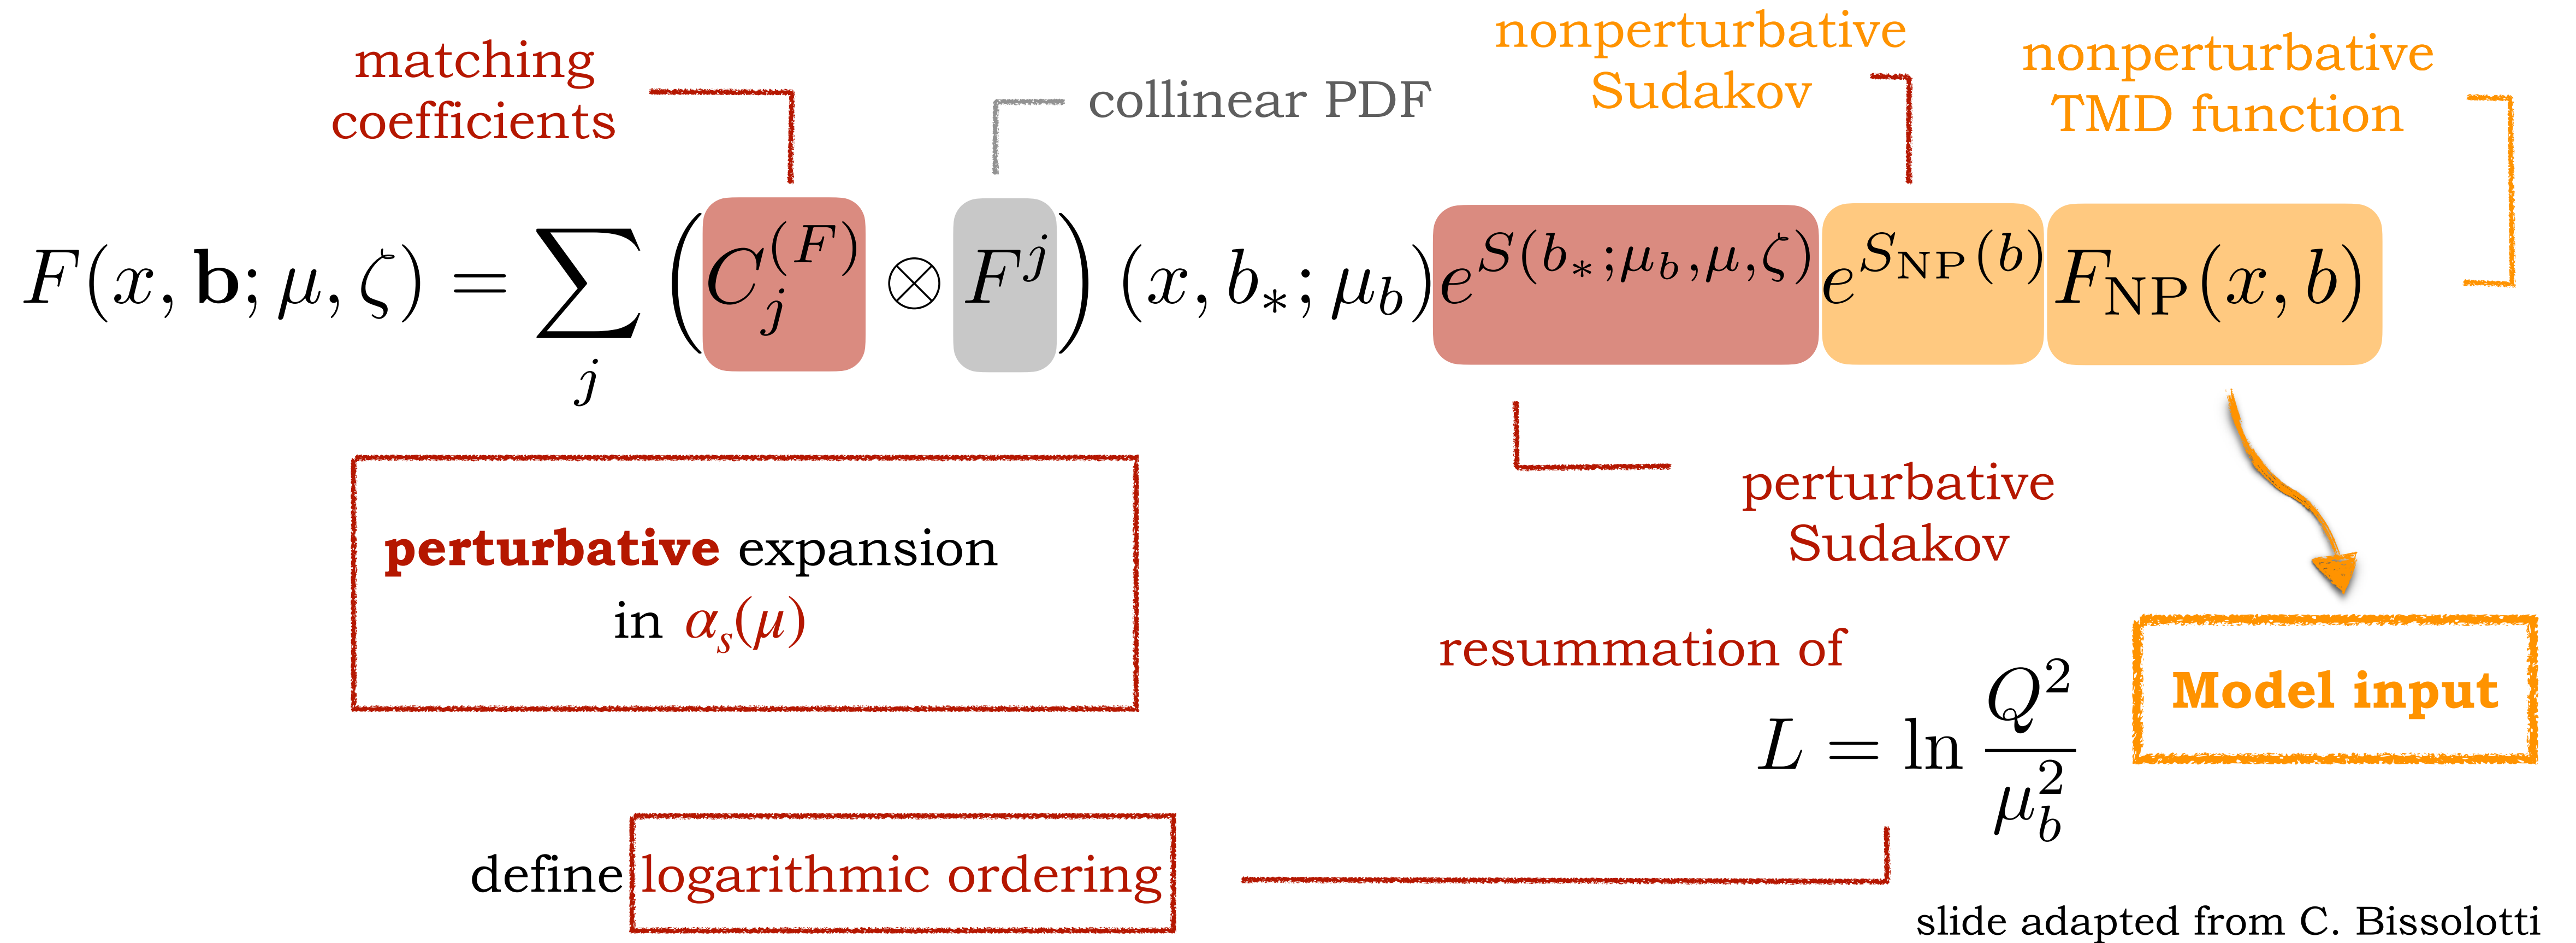 matching
coefficients
collinear PDF
nonperturbative
Sudakov
nonperturbative
TMD function
F(x, b; μ, ζ) = ∑_j (C_j^{(F)} ⊗ F^j) (x, b_*; μ_b) e^{S(b_*; μ_b, μ, ζ)} e^{S_NP(b)} F_NP(x, b)
perturbative
Sudakov
perturbative expansion
in α_s(μ)
resummation of
L = ln Q²/μ_b²
Model input
define logarithmic ordering
slide adapted from C. Bissolotti